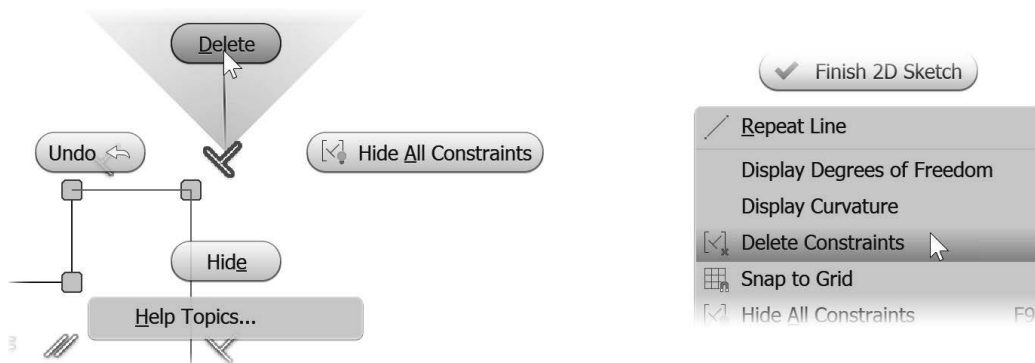 Delete
Undo
Hide All Constraints
Hide
Help Topics...
Finish 2D Sketch
Repeat Line
Display Degrees of Freedom
Display Curvature
Delete Constraints
Snap to Grid
Hide All Constraints F9